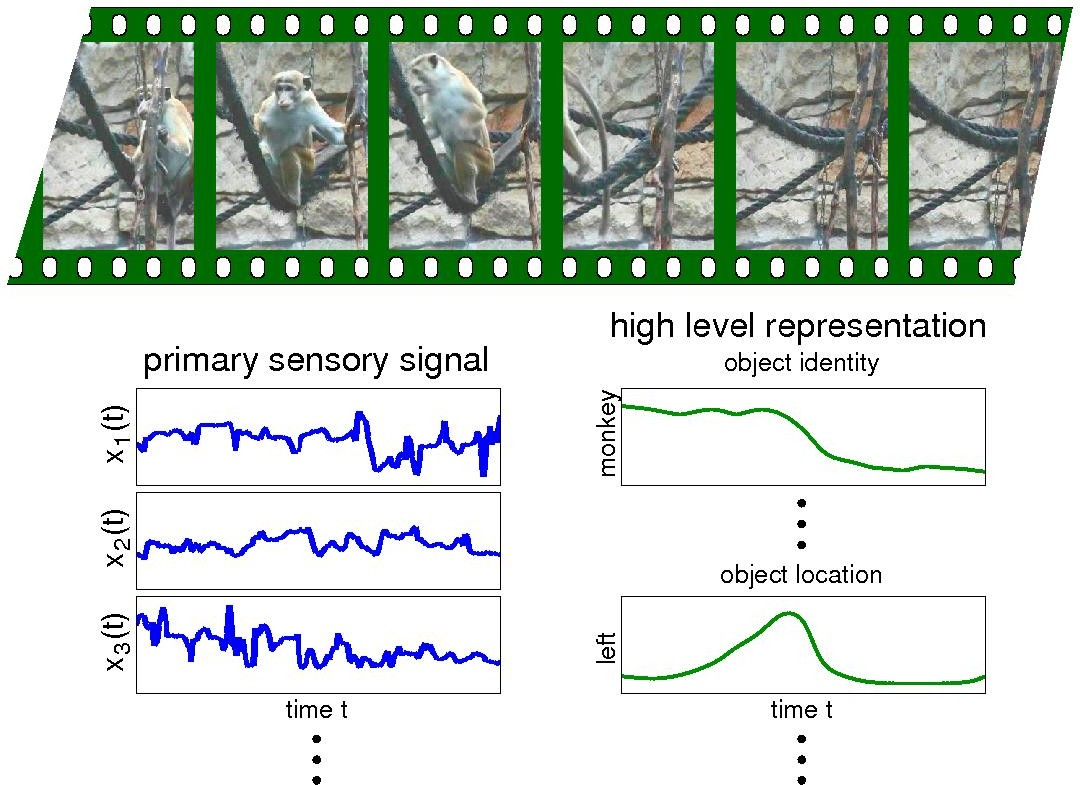 high level representation
primary sensory signal
object identity
x1(t)
monkey
x2(t)
object location
x3(t)
left
time t
time t